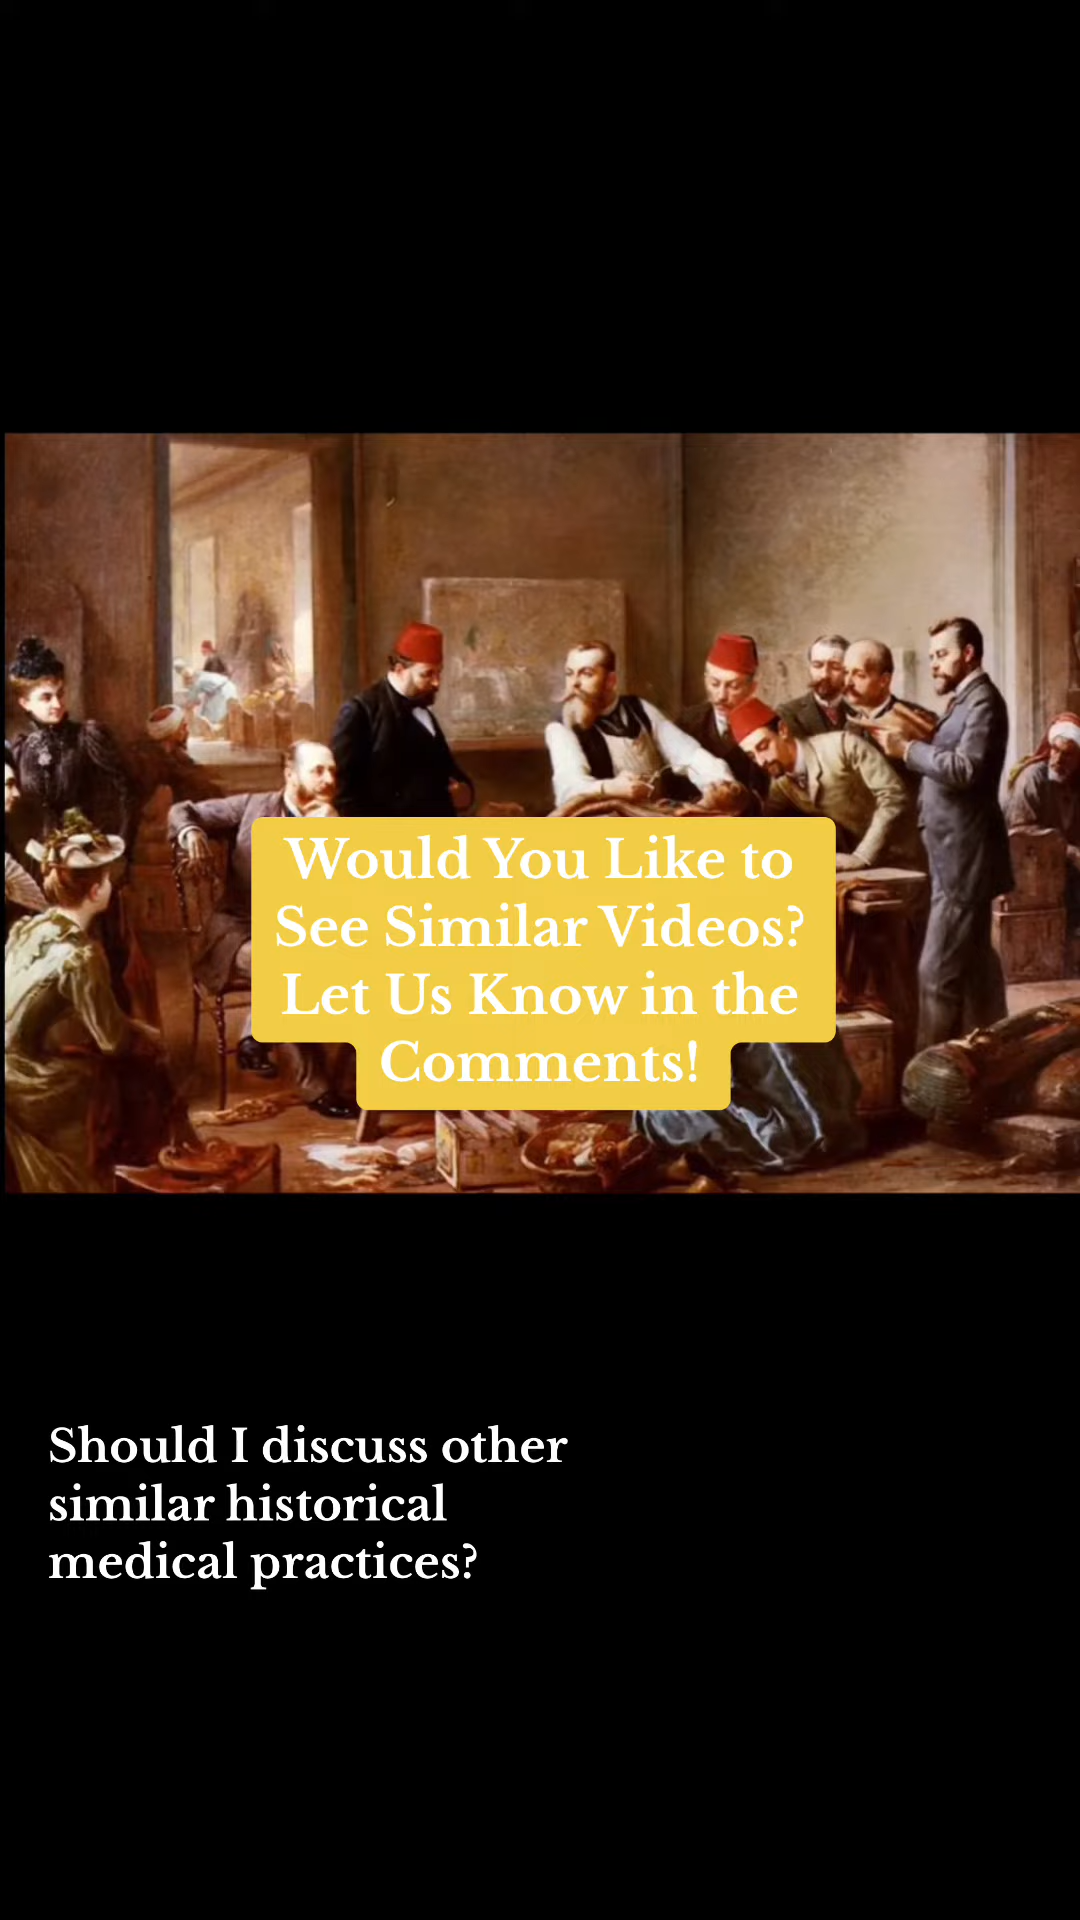 Would You Like to
See Similar Videos?
Let Us Know in the
Comments!
Should I discuss other
similar historical
medical practices?